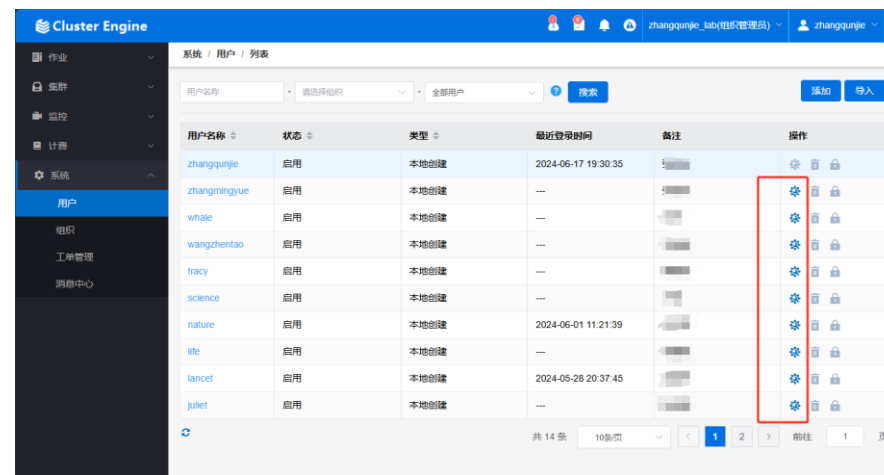 Cluster Engine
zhangqunjie_lab(组织管理员)
zhangqunjie
作业
集群
监控
计费
系统
用户
组织
工单管理
消息中心
系统 / 用户 / 列表
用户名称 - 请选择组织 - 全部用户 搜索 添加 导入
用户名称 状态 类型 最近登录时间 备注 操作
zhangqunjie 启用 本地创建 2024-06-17 19:30:35
zhangmingyue 启用 本地创建 ---
whale 启用 本地创建 ---
wangzhentao 启用 本地创建 ---
tracy 启用 本地创建 ---
science 启用 本地创建 ---
nature 启用 本地创建 2024-06-01 11:21:39
life 启用 本地创建 ---
lancet 启用 本地创建 2024-05-28 20:37:45
juliet 启用 本地创建 ---
共 14 条 10条/页 < 1 2 > 前往 1